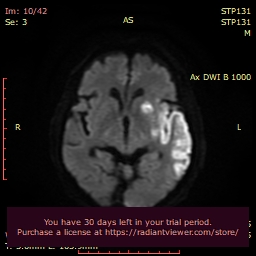 Im: 10/42
Se: 3
AS
STP131
STP131
M
Ax DWI B 1000
R
L
You have 30 days left in your trial period.
Purchase a license at https://radiantviewer.com/store/